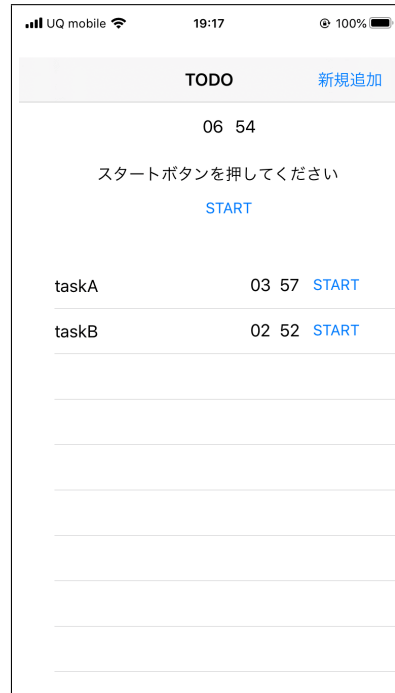 UQ mobile 19:17 100%
TODO 新規追加
06 54
スタートボタンを押してください
START
taskA 03 57 START
taskB 02 52 START